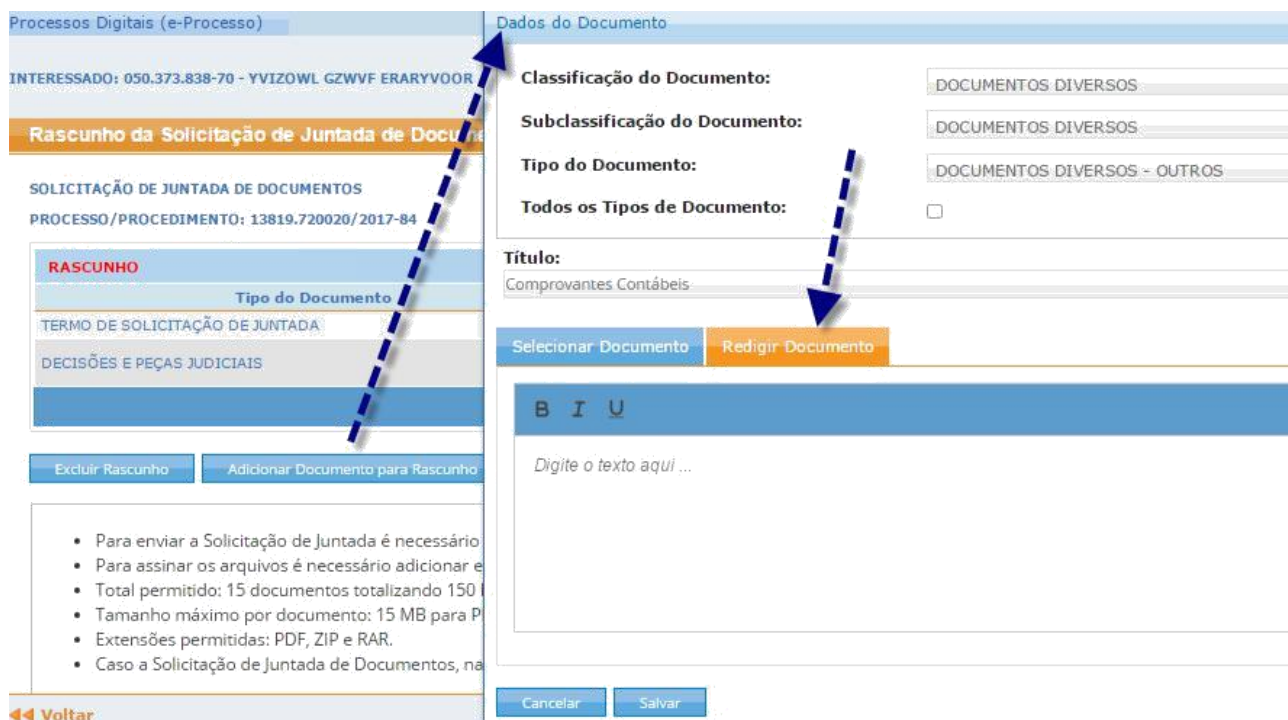 Processos Digitais (e-Processo)
INTERESSADO: 050.373.838-70 - YVIZOWL GZWVF ERARYVOOR
Rascunho da Solicitação de Juntada de Docume
SOLICITAÇÃO DE JUNTADA DE DOCUMENTOS
PROCESSO/PROCEDIMENTO: 13819.720020/2017-84
RASCUNHO
Tipo do Documento
TERMO DE SOLICITAÇÃO DE JUNTADA
DECISÕES E PEÇAS JUDICIAIS
Excluir Rascunho Adicionar Documento para Rascunho
• Para enviar a Solicitação de Juntada é necessário
• Para assinar os arquivos é necessário adicionar e
• Total permitido: 15 documentos totalizando 150
• Tamanho máximo por documento: 15 MB para P
• Extensões permitidas: PDF, ZIP e RAR.
• Caso a Solicitação de Juntada de Documentos, na
Voltar
Dados do Documento
Classificação do Documento: DOCUMENTOS DIVERSOS
Subclassificação do Documento: DOCUMENTOS DIVERSOS
Tipo do Documento: DOCUMENTOS DIVERSOS - OUTROS
Todos os Tipos de Documento:
Título:
Comprovantes Contábeis
Selecionar Documento Redigir Documento
B I U
Digite o texto aqui ...
Cancelar Salvar